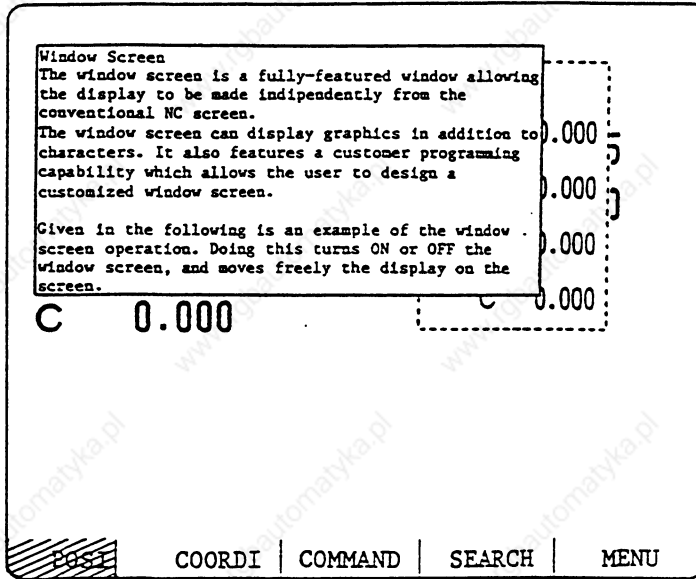 Window Screen
The window screen is a fully-featured window allowing
the display to be made indipendently from the
conventional NC screen.
The window screen can display graphics in addition to
characters. It also features a customer programming
capability which allows the user to design a
customized window screen.
Given in the following is an example of the window
screen operation. Doing this turns ON or OFF the
window screen, and moves freely the display on the
screen.
0.000
0.000
0.000
C 0.000
C 0.000
POSI COORDI COMMAND SEARCH MENU